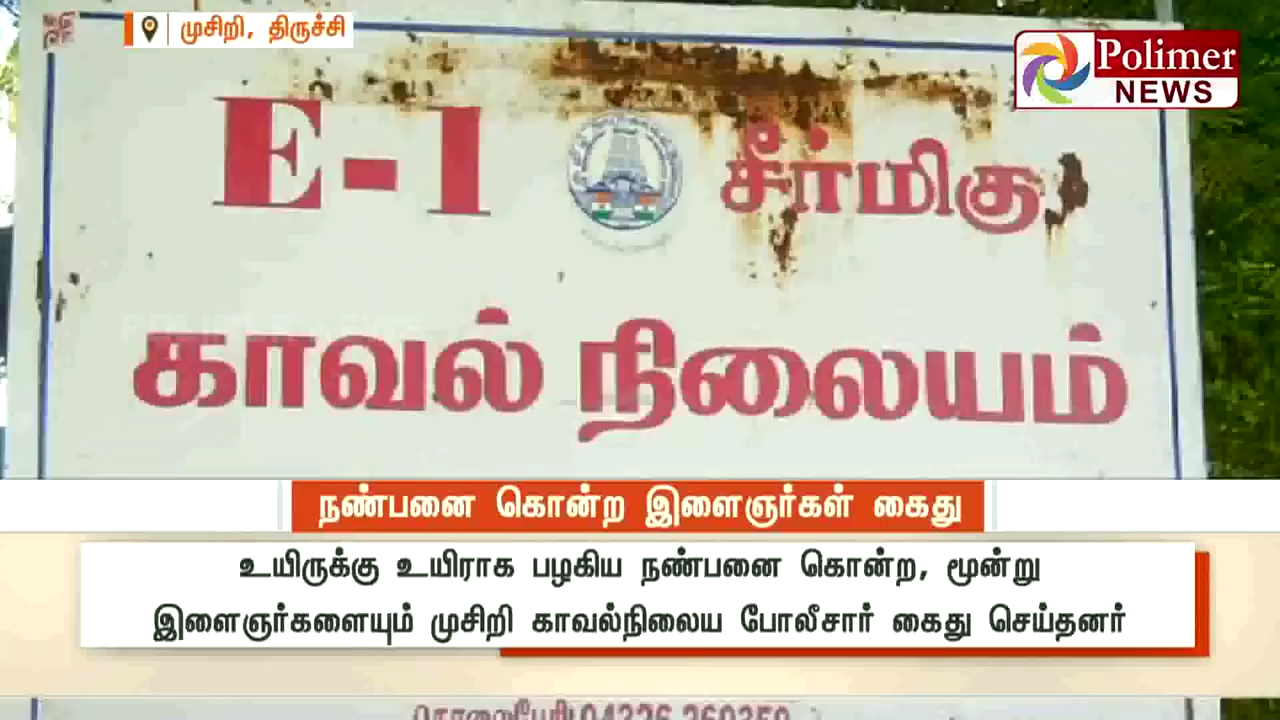 முசிறி, திருச்சி
Polimer
NEWS
E-1 சீர்மிகு
காவல் நிலையம்
நண்பனை கொன்ற இளைஞர்கள் கைது
உயிருக்கு உயிராக பழகிய நண்பனை கொன்ற, மூன்று
இளைஞர்களையும் முசிறி காவல்நிலைய போலீசார் கைது செய்தனர்